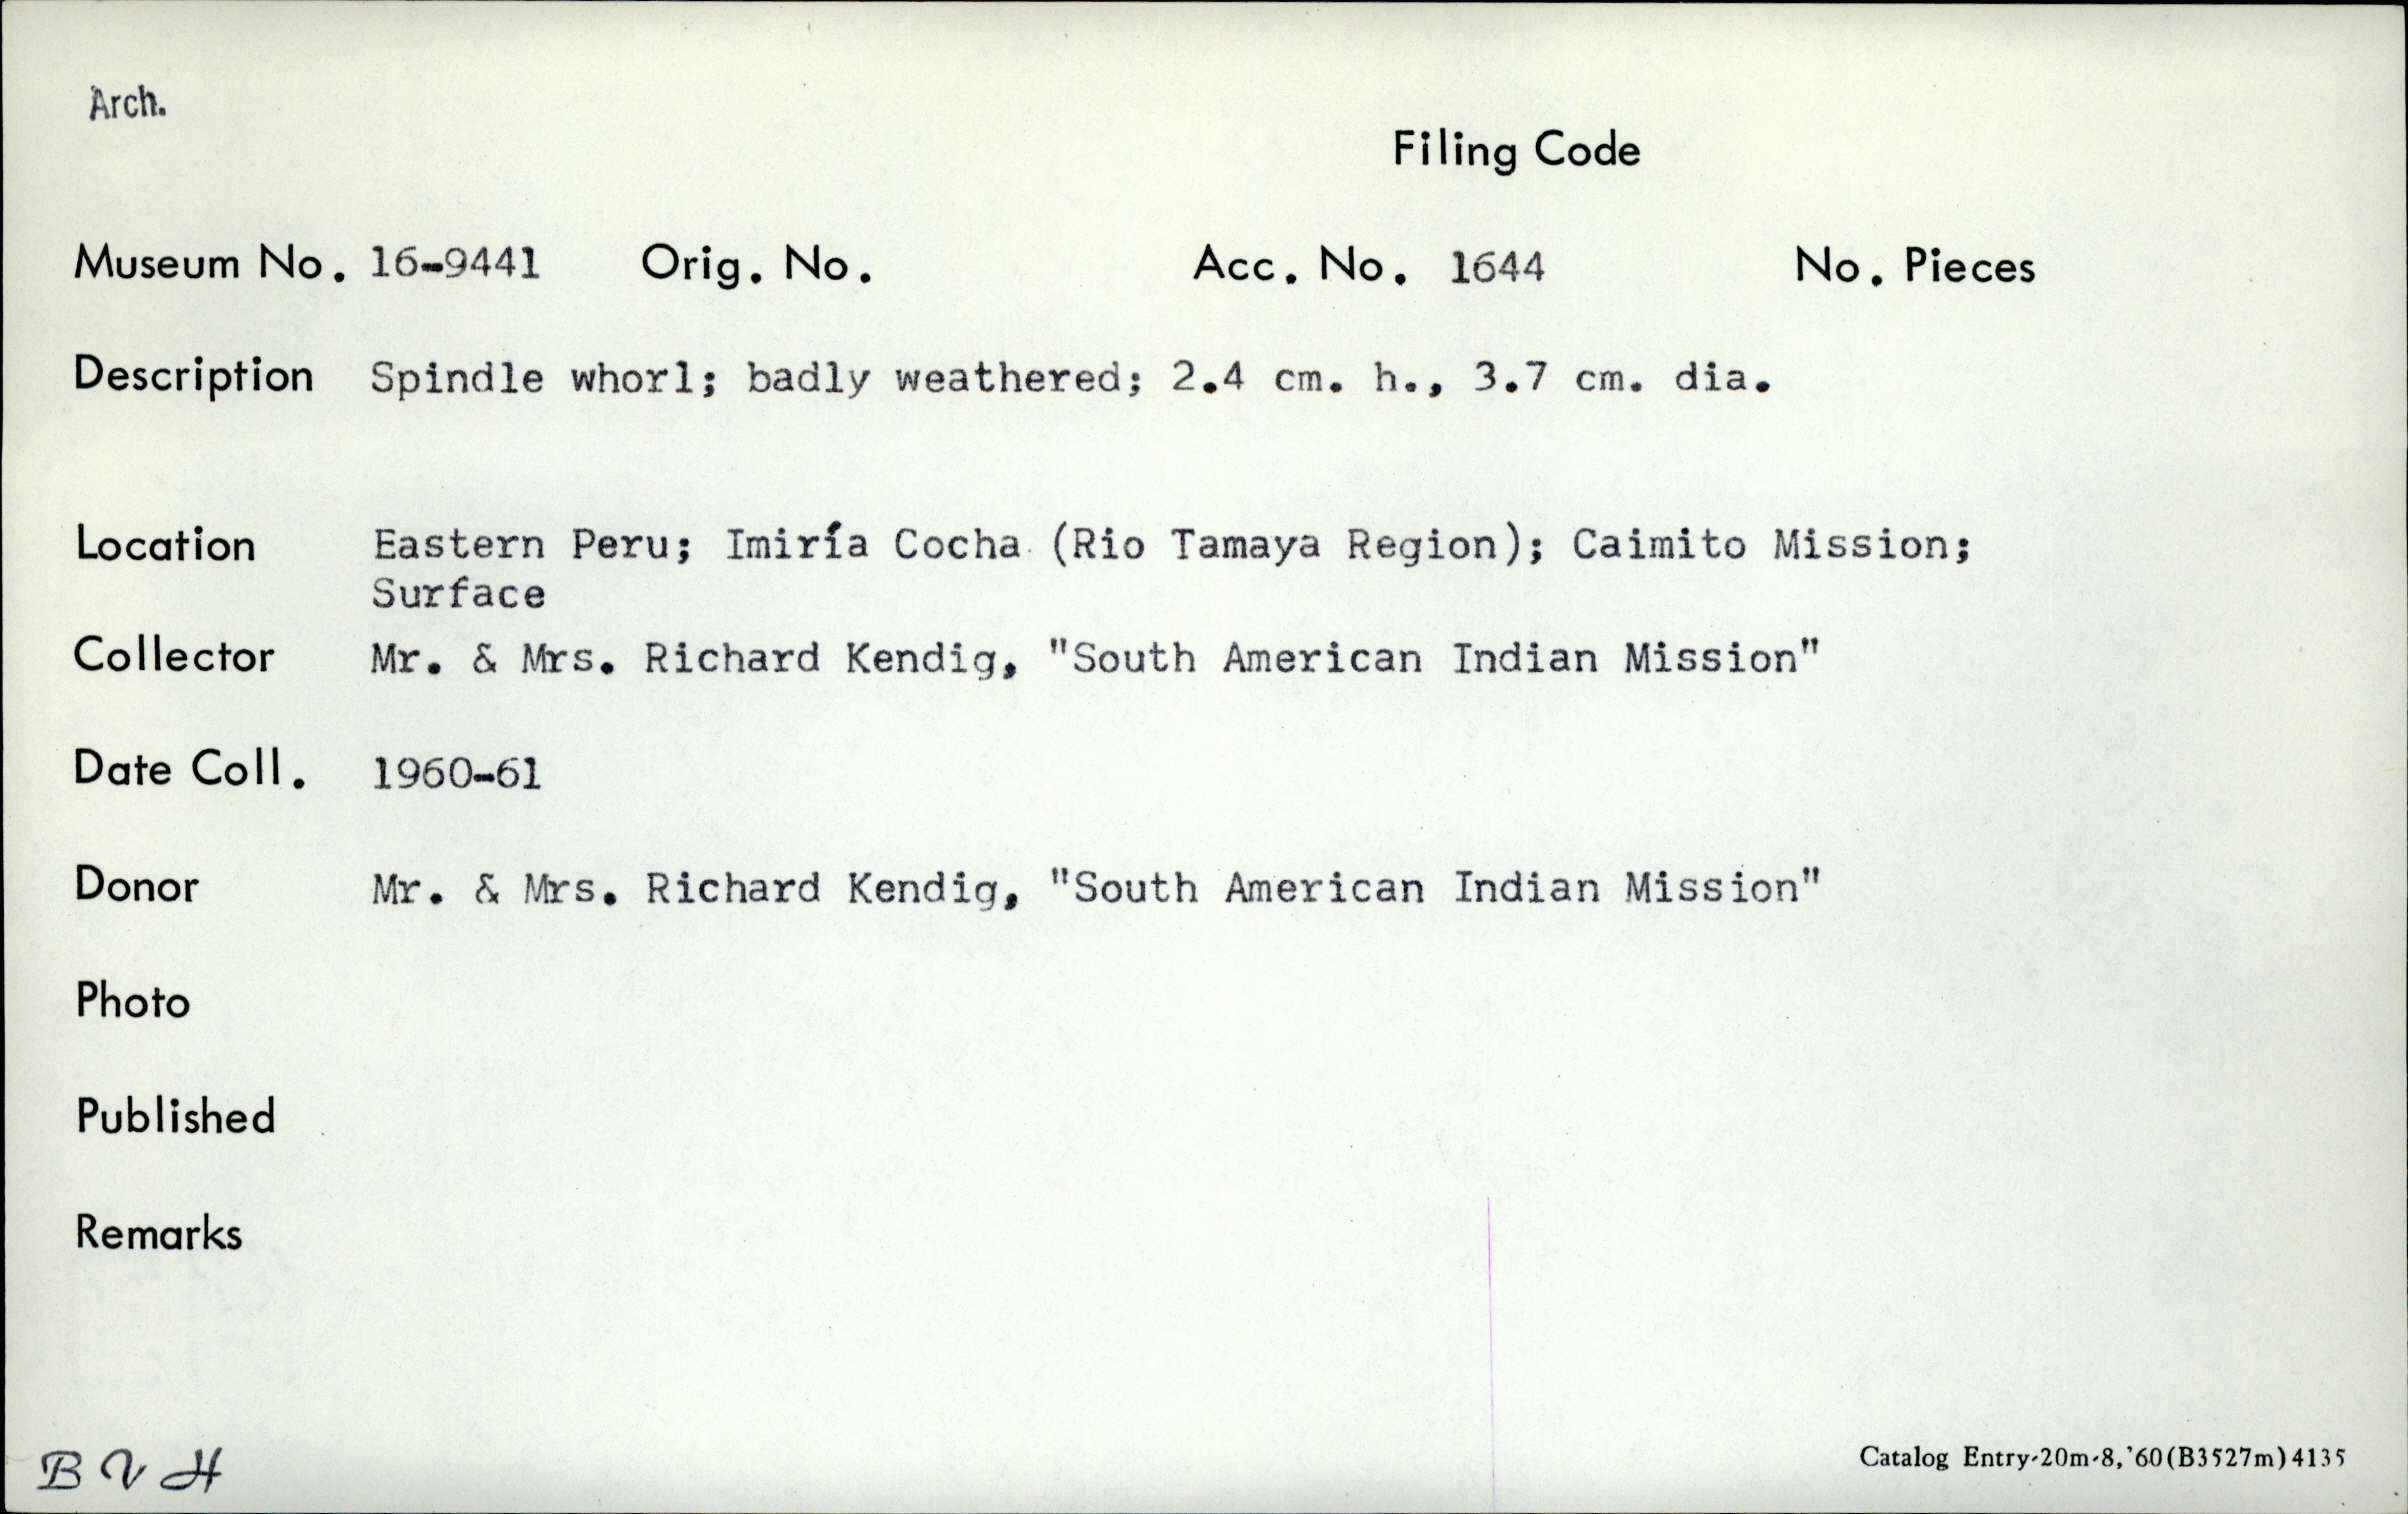 Arch.
Filing Code
Museum No. 16-9441 Orig. No. Acc. No. 1644 No. Pieces
Description Spindle whorl; badly weathered; 2.4 cm. h., 3.7 cm. dia.
Location Eastern Peru; Imiría Cocha (Rio Tamaya Region); Caimito Mission;
Surface
Collector Mr. & Mrs. Richard Kendig, "South American Indian Mission"
Date Coll. 1960-61
Donor Mr. & Mrs. Richard Kendig, "South American Indian Mission"
Photo
Published
Remarks
B V H
Catalog Entry-20m-8,'60(B3527m)4135